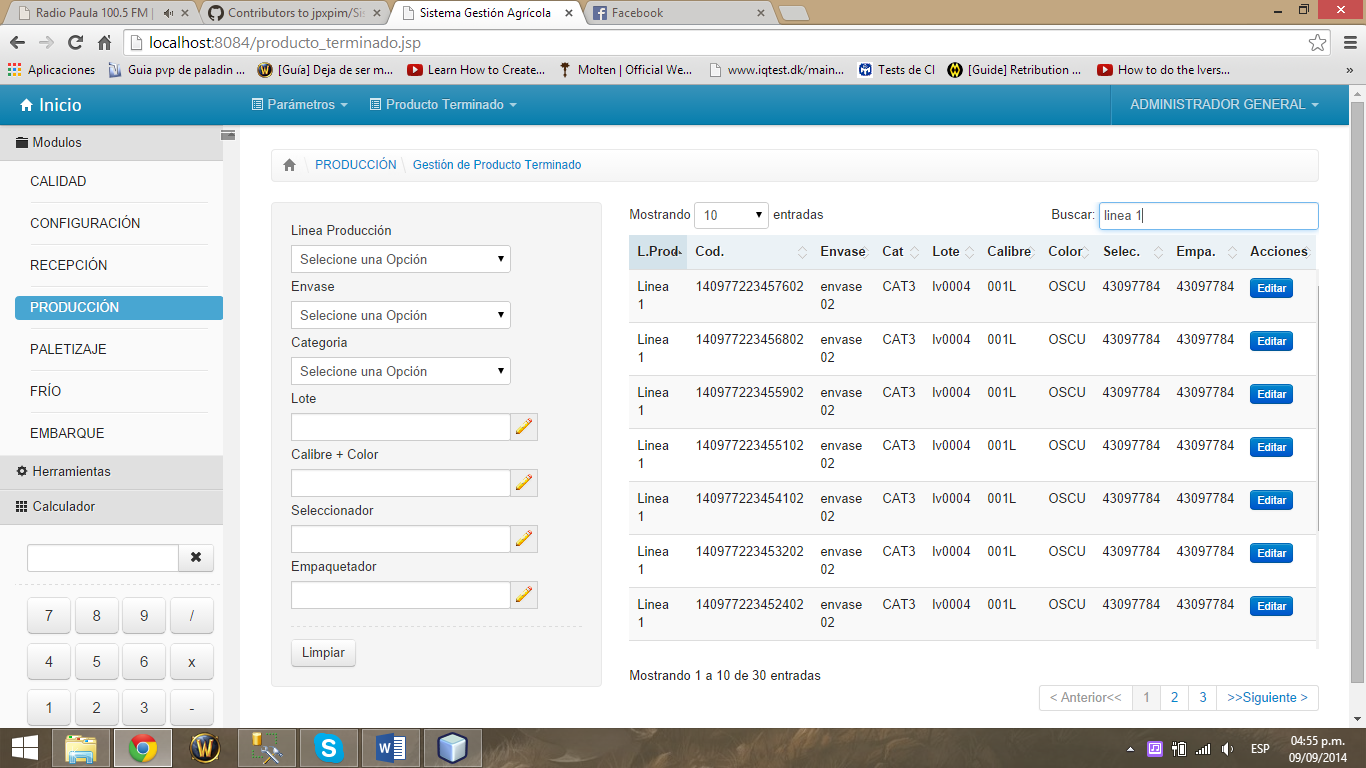 Radio Paula 100.5 FM |
Contributors to jpxpim/Sis
Sistema Gestión Agrícola
Facebook
localhost:8084/producto_terminado.jsp
Aplicaciones
Guia pvp de paladin ...
[Guía] Deja de ser m...
Learn How to Create...
Molten | Official We...
www.iqtest.dk/main...
Tests de CI
[Guide] Retribution ...
How to do the Ivers...
»
Inicio
Parámetros
Producto Terminado
ADMINISTRADOR GENERAL
Modulos
CALIDAD
CONFIGURACIÓN
RECEPCIÓN
PRODUCCIÓN
PALETIZAJE
FRÍO
EMBARQUE
Herramientas
Calculador
7 8 9 /
4 5 6 x
1 2 3 -
PRODUCCIÓN \ Gestión de Producto Terminado
Linea Producción
Selecione una Opción
Envase
Selecione una Opción
Categoria
Selecione una Opción
Lote
Calibre + Color
Seleccionador
Empaquetador
Limpiar
Mostrando 10 entradas
Buscar: linea 1
L.Prod Cod. Envase Cat Lote Calibre Color Selec. Empa. Acciones
Linea 1 140977223457602 envase 02 CAT3 lv0004 001L OSCU 43097784 43097784 Editar
Linea 1 140977223456802 envase 02 CAT3 lv0004 001L OSCU 43097784 43097784 Editar
Linea 1 140977223455902 envase 02 CAT3 lv0004 001L OSCU 43097784 43097784 Editar
Linea 1 140977223455102 envase 02 CAT3 lv0004 001L OSCU 43097784 43097784 Editar
Linea 1 140977223454102 envase 02 CAT3 lv0004 001L OSCU 43097784 43097784 Editar
Linea 1 140977223453202 envase 02 CAT3 lv0004 001L OSCU 43097784 43097784 Editar
Linea 1 140977223452402 envase 02 CAT3 lv0004 001L OSCU 43097784 43097784 Editar
Mostrando 1 a 10 de 30 entradas
< Anterior<< 1 2 3 >>Siguiente >
ESP
04:55 p.m.
09/09/2014